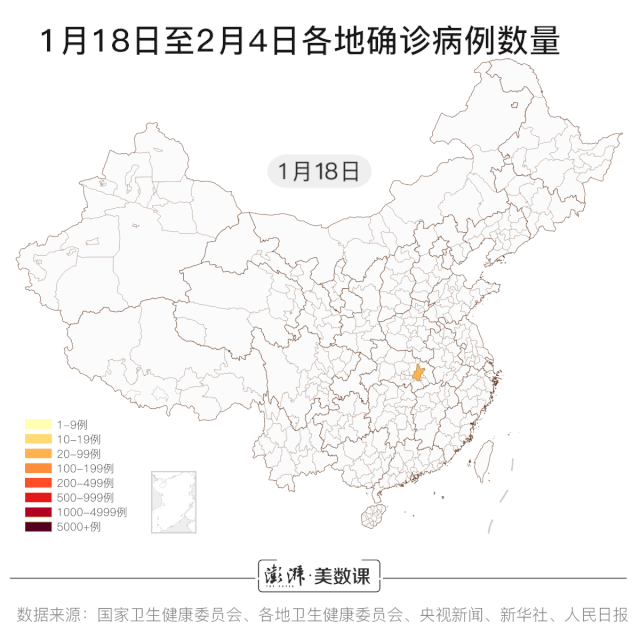 1月18日至2月4日各地确诊病例数量
1月18日
1-9例
10-19例
20-99例
100-199例
200-499例
500-999例
1000-4999例
5000+例
澎湃·美数课
数据来源：国家卫生健康委员会、各地卫生健康委员会、央视新闻、新华社、人民日报